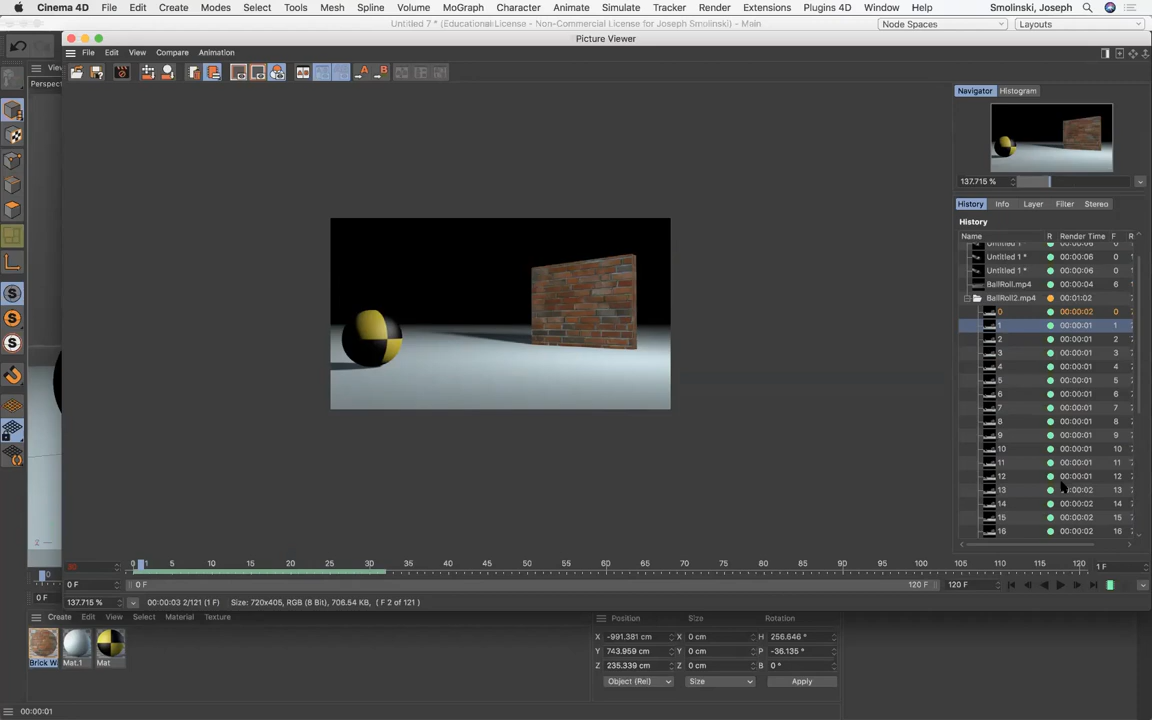 Cinema 4D File Edit Create Modes Select Tools Mesh Spline Volume MoGraph Character Animate Simulate Tracker Render Extensions Plugins 4D Window Help Smolinski, Joseph
Untitled 7 * (Educational License - Non-Commercial License for Joseph Smolinski) - Main
Node Spaces
Layouts
Picture Viewer
File Edit View Compare Animation
Perspect
Navigator Histogram
137.715 %
History Info Layer Filter Stereo
History
Name R Render Time F
Untitled 1 * 00:00:06 0
Untitled 1 * 00:00:06 0
Untitled 1 * 00:00:06 0
BallRoll.mp4 00:00:04 6
BallRoll2.mp4 00:01:02
0 00:00:02 0
1 00:00:01 1
2 00:00:01 2
3 00:00:01 3
4 00:00:01 4
5 00:00:01 5
6 00:00:01 6
7 00:00:01 7
8 00:00:01 8
9 00:00:01 9
10 00:00:01 10
11 00:00:01 11
12 00:00:01 12
13 00:00:02 13
14 00:00:02 14
15 00:00:02 15
16 00:00:02 16
0 1 5 10 15 20 25 30 35 40 45 50 55 60 65 70 75 80 85 90 95 100 105 110 115 120 1 F
0 F 0 F 120 F 120 F
0 F
137.715 % 00:00:03 2/121 (1 F) Size: 720x405, RGB (8 Bit), 706.54 KB, ( F 2 of 121 )
Create Edit View Select Material Texture
Position Size Rotation
X -991.381 cm X 0 cm H 256.646 °
Y 743.959 cm Y 0 cm P -36.135 °
Z 235.339 cm Z 0 cm B 0 °
Object (Rel) Size Apply
Brick W Mat.1 Mat
00:00:01